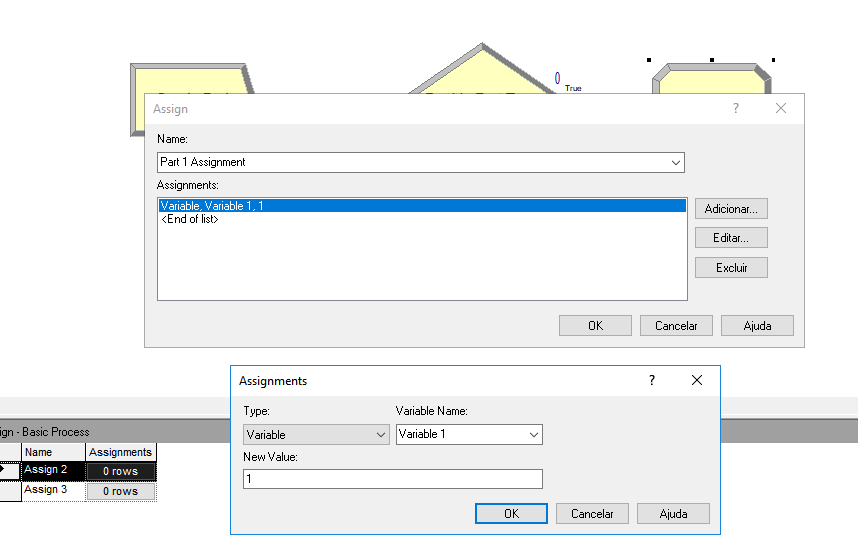 0
True
Assign
?
Name:
Part 1 Assignment
Assignments:
Variable, Variable 1, 1
<End of list>
Adicionar...
Editar...
Excluir
OK
Cancelar
Ajuda
Assignments
?
Type:
Variable Name:
Variable
Variable 1
New Value:
1
OK
Cancelar
Ajuda
ign - Basic Process
Name
Assignments
Assign 2
0 rows
Assign 3
0 rows